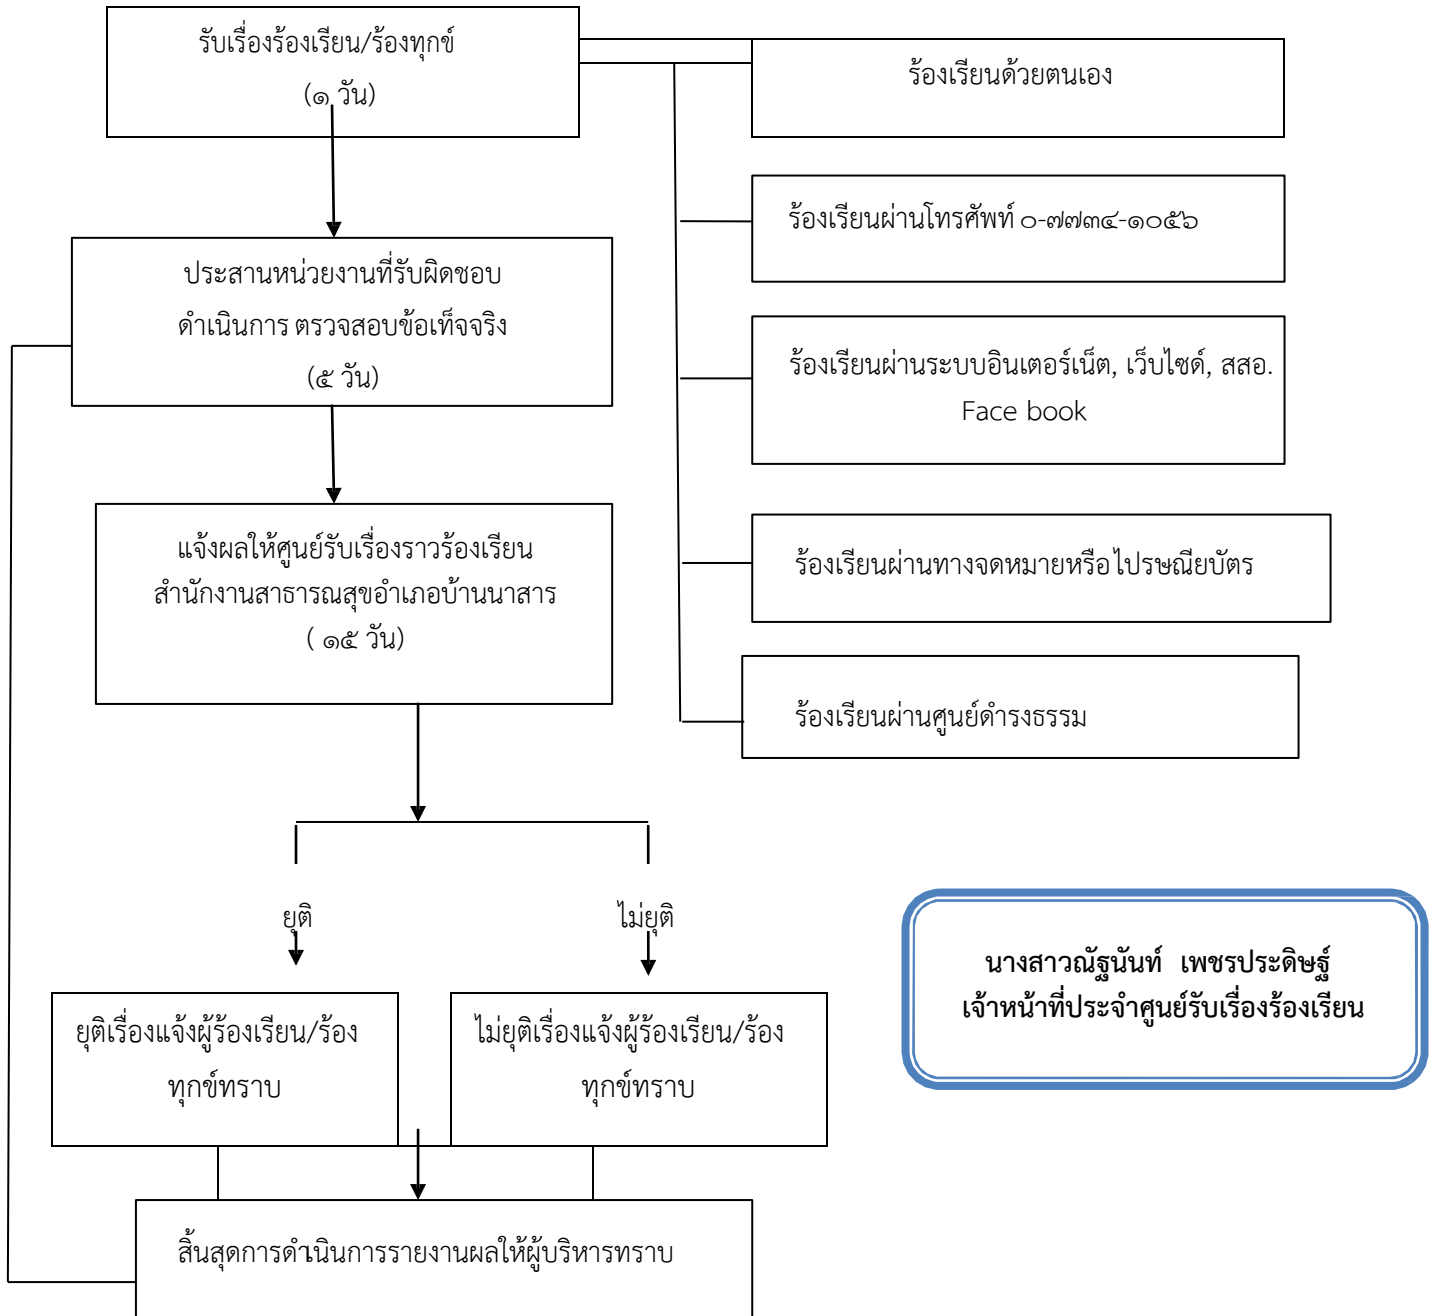 รับเรื่องร้องเรียน/ร้องทุกข์
(๑ วัน)
ร้องเรียนด้วยตนเอง
ร้องเรียนผ่านโทรศัพท์ ๐-๗๗๓๔-๑๐๕๖
ประสานหน่วยงานที่รับผิดชอบ
ดำเนินการ ตรวจสอบข้อเท็จจริง
(๕ วัน)
ร้องเรียนผ่านระบบอินเตอร์เน็ต, เว็บไซด์, สสอ.
Face book
แจ้งผลให้ศูนย์รับเรื่องราวร้องเรียน
สำนักงานสาธารณสุขอำเภอบ้านนาสาร
( ๑๕ วัน)
ร้องเรียนผ่านทางจดหมายหรือไปรษณียบัตร
ร้องเรียนผ่านศูนย์ดำรงธรรม
ยุติ
ไม่ยุติ
นางสาวณัฐนันท์ เพชรประดิษฐ์
เจ้าหน้าที่ประจำศูนย์รับเรื่องร้องเรียน
ยุติเรื่องแจ้งผู้ร้องเรียน/ร้อง
ทุกข์ทราบ
ไม่ยุติเรื่องแจ้งผู้ร้องเรียน/ร้อง
ทุกข์ทราบ
สิ้นสุดการดำเนินการรายงานผลให้ผู้บริหารทราบ